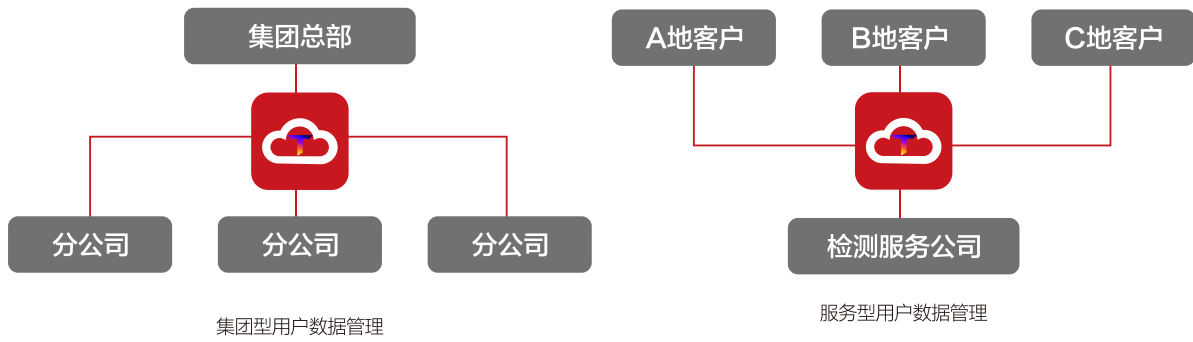 集团总部
T
分公司
分公司
分公司
集团型用户数据管理
A地客户
B地客户
C地客户
T
检测服务公司
服务型用户数据管理